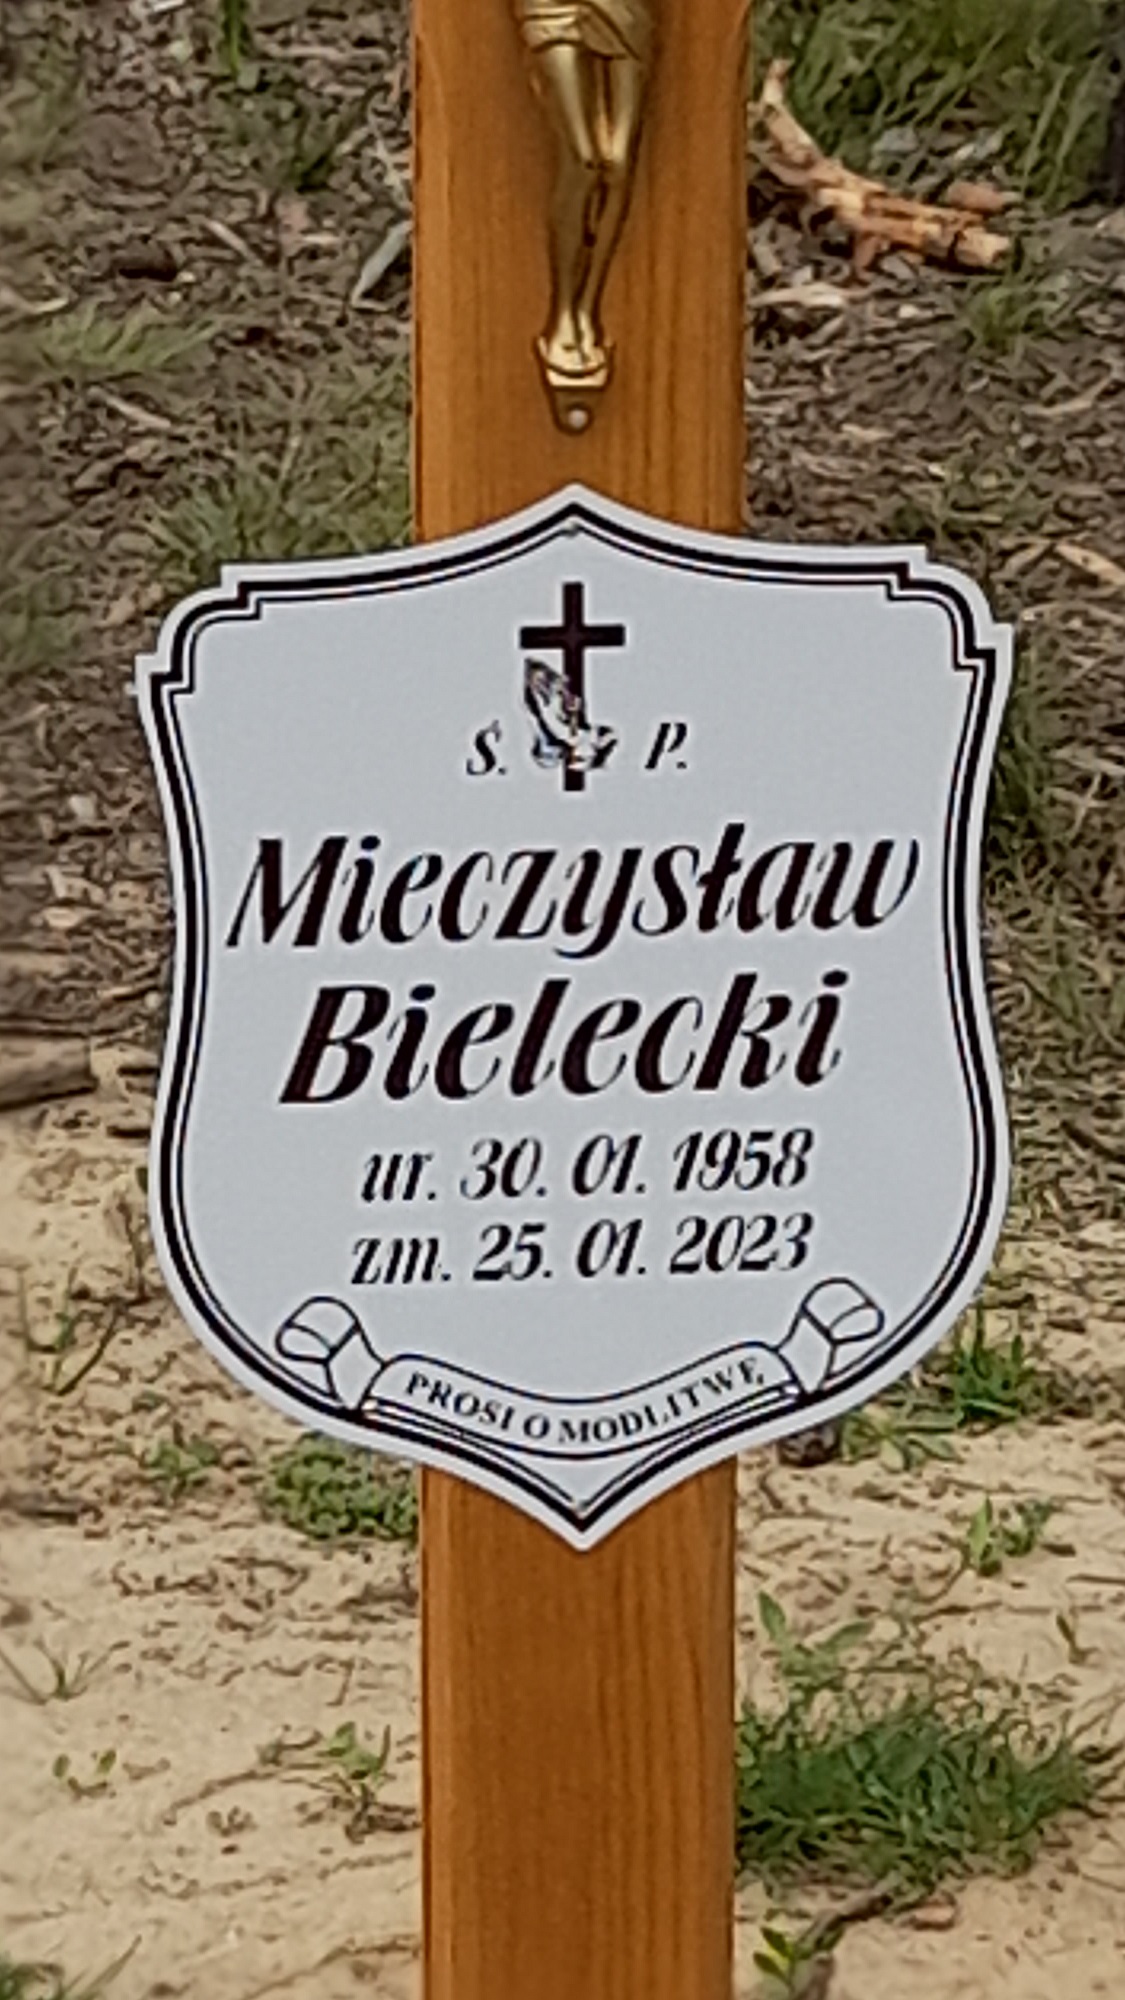 Ś. P.
Mieczysław
Bielecki
ur. 30. 01. 1958
zm. 25. 01. 2023
PROSI O MODLITWĘ